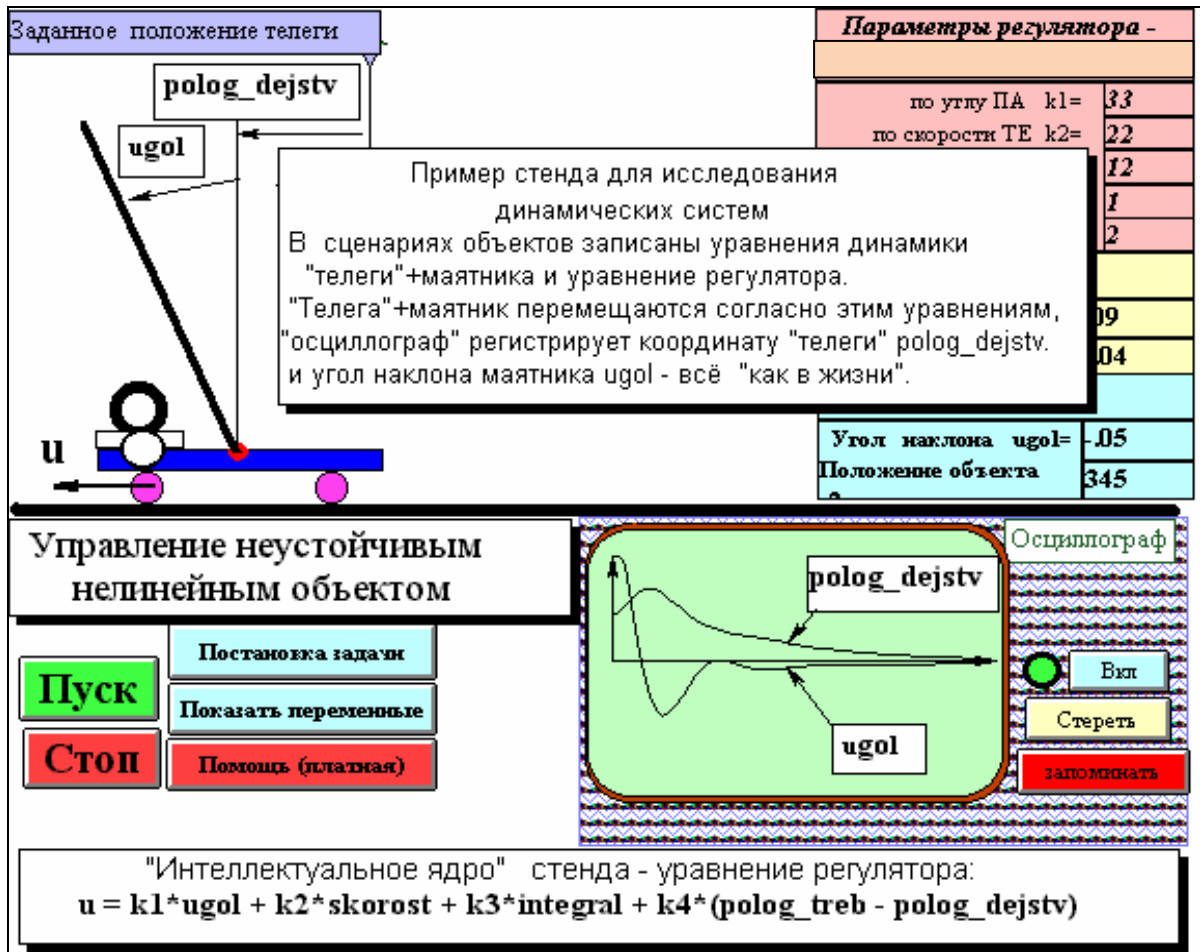 Заданное положение телеги
polog_dejstv
ugol
u
Параметры регулятора -
по углу ПА k1= 33
по скорости ТЕ k2= 22
12
1
2
09
.04
Угол наклона ugol= -.05
Положение объекта
345
Пример стенда для исследования
динамических систем
В сценариях объектов записаны уравнения динамики
"телеги"+маятника и уравнение регулятора.
"Телега"+маятник перемещаются согласно этим уравнениям,
"осциллограф" регистрирует координату "телеги" polog_dejstv.
и угол наклона маятника ugol - всё "как в жизни".
Управление неустойчивым
нелинейным объектом
Пуск
Стоп
Постановка задачи
Показать переменные
Помощь (платная)
Осциллограф
polog_dejstv
ugol
Вкл
Стереть
запоминать
"Интеллектуальное ядро" стенда - уравнение регулятора:
u = k1*ugol + k2*skorost + k3*integral + k4*(polog_treb - polog_dejstv)